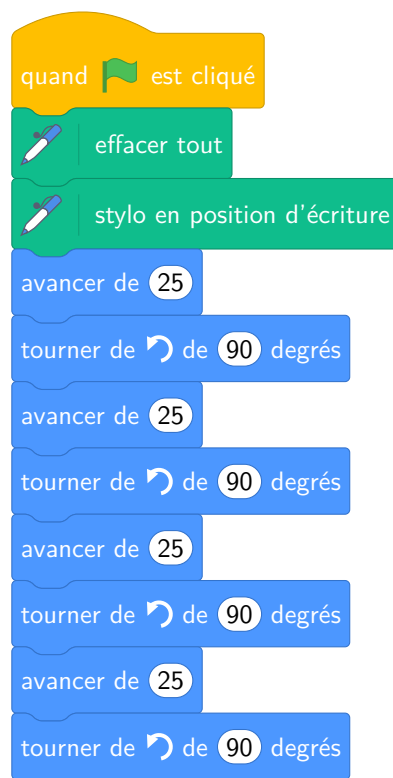 quand est cliqué
effacer tout
stylo en position d'écriture
avancer de 25
tourner de de 90 degrés
avancer de 25
tourner de de 90 degrés
avancer de 25
tourner de de 90 degrés
avancer de 25
tourner de de 90 degrés